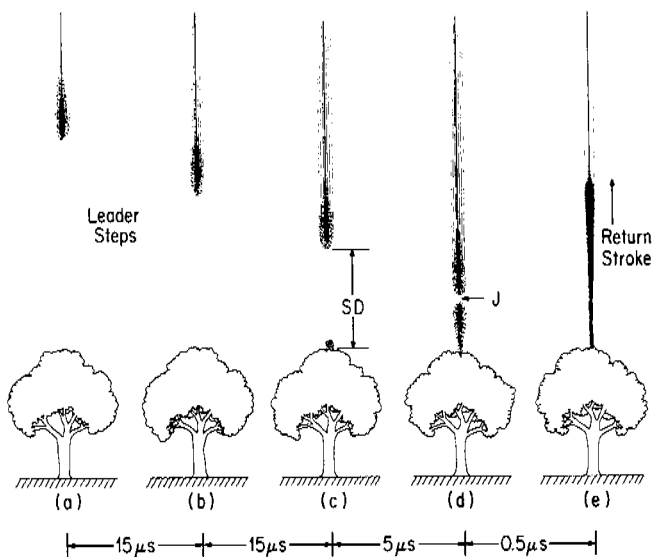 Leader
Steps
SD
J
Return
Stroke
(a) (b) (c) (d) (e)
15μs 15μs 5μs 0.5μs